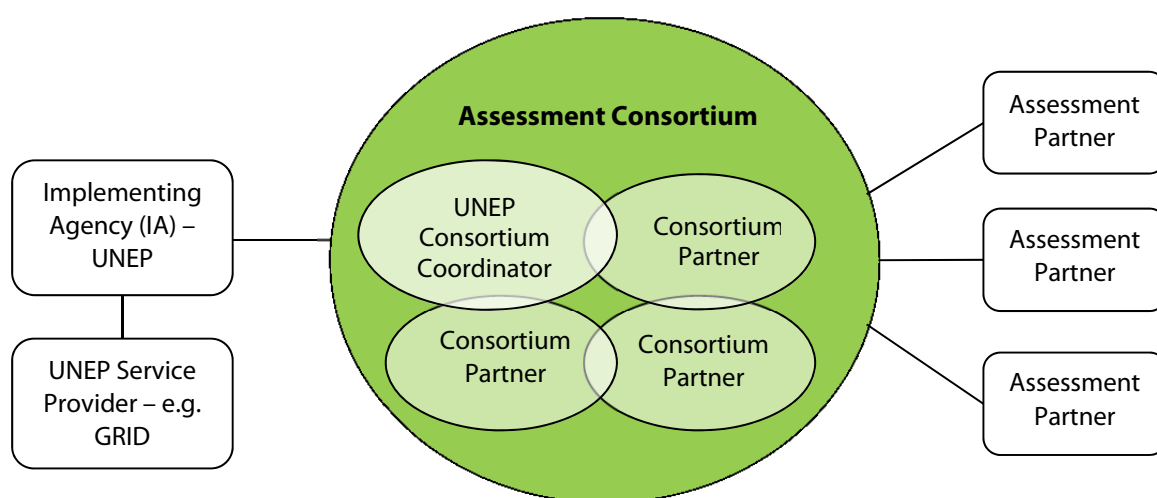 Assessment Consortium
Implementing
Agency (IA) –
UNEP
UNEP Service
Provider – e.g.
GRID
UNEP
Consortium
Coordinator
Consortium
Partner
Consortium
Partner
Consortium
Partner
Assessment
Partner
Assessment
Partner
Assessment
Partner